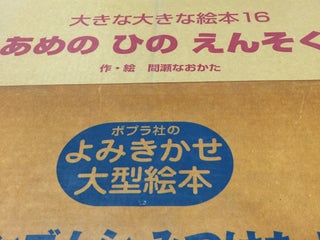 大きな大きな絵本16
あめの ひの えんそく
作・絵 間瀬なおかた
ポプラ社の
よみきかせ
大型絵本